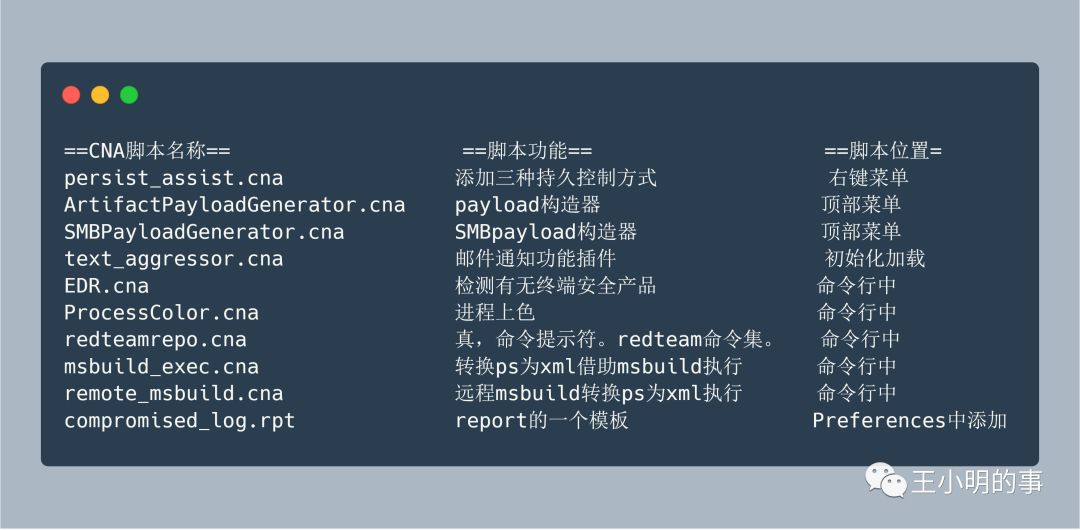 ==CNA脚本名称== ==脚本功能== ==脚本位置=
persist_assist.cna 添加三种持久控制方式 右键菜单
ArtifactPayloadGenerator.cna payload构造器 顶部菜单
SMBPayloadGenerator.cna SMBpayload构造器 顶部菜单
text_aggressor.cna 邮件通知功能插件 初始化加载
EDR.cna 检测有无终端安全产品 命令行中
ProcessColor.cna 进程上色 命令行中
redteamrepo.cna 真，命令提示符。redteam命令集。 命令行中
msbuild_exec.cna 转换ps为xml借助msbuild执行 命令行中
remote_msbuild.cna 远程msbuild转换ps为xml执行 命令行中
compromised_log.rpt report的一个模板 Preferences中添加
王小明的事